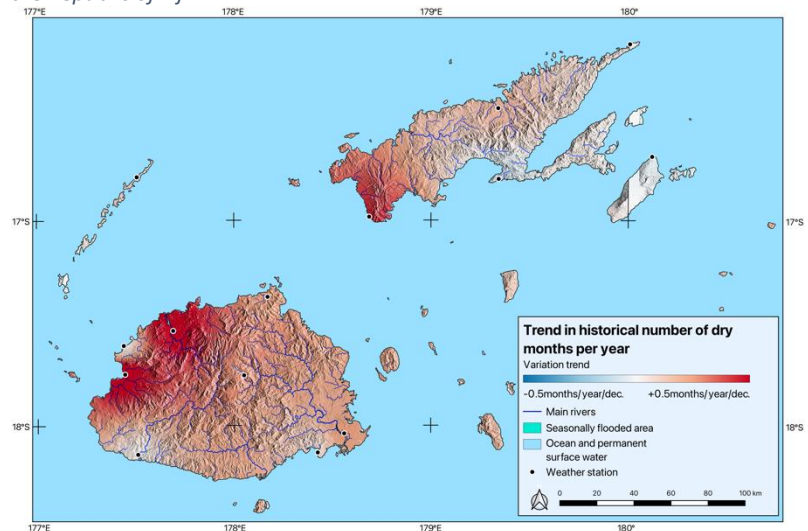 177°E 178°E 179°E 180°
17°S 17°S
18°S 18°S
Trend in historical number of dry
months per year
Variation trend
-0.5months/year/dec. +0.5months/year/dec.
Main rivers
Seasonally flooded area
Ocean and permanent
surface water
Weather station
0 20 40 60 80 100 km
177°E 178°E 179°E 180°